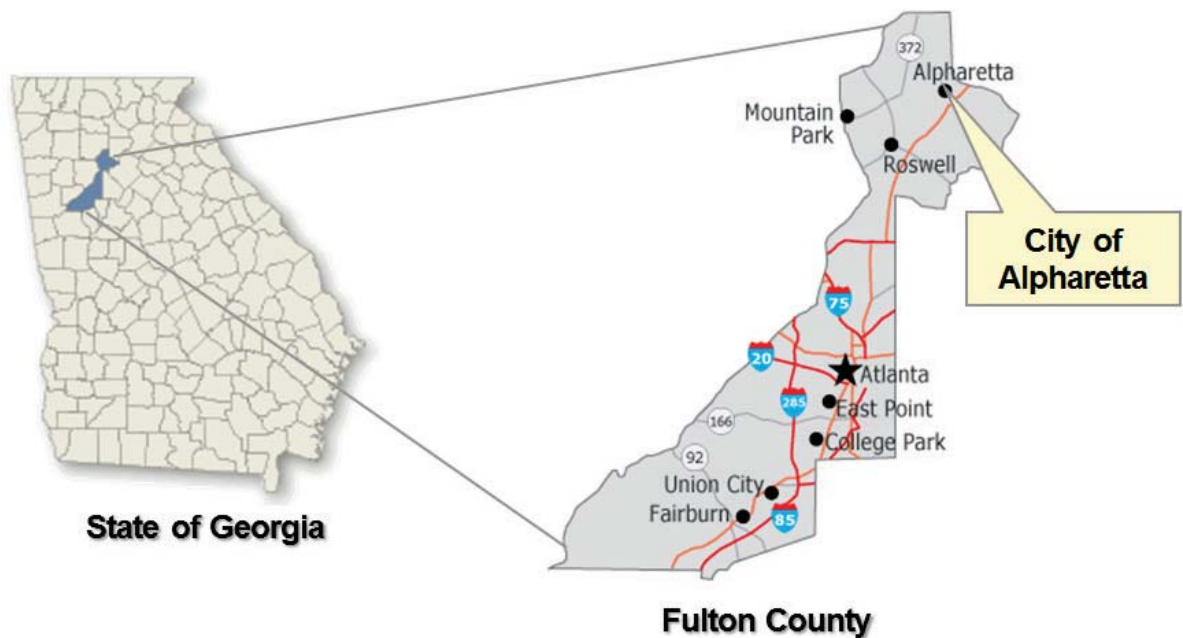 372
Alpharetta
Mountain
Park
Roswell
City of
Alpharetta
75
20
Atlanta
285
East Point
166
College Park
92
Union City
Fairburn
85
State of Georgia
Fulton County